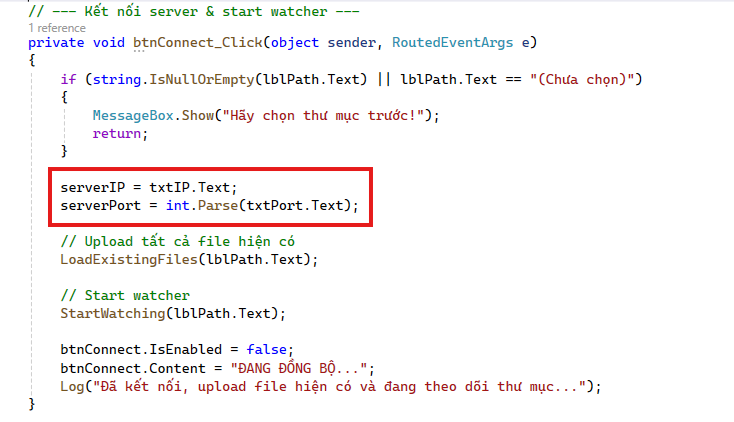 // --- Kết nối server & start watcher ---
1 reference
private void btnConnect_Click(object sender, RoutedEventArgs e)
{
if (string.IsNullOrEmpty(lblPath.Text) || lblPath.Text == "(Chưa chọn)")
{
MessageBox.Show("Hãy chọn thư mục trước!");
return;
}
serverIP = txtIP.Text;
serverPort = int.Parse(txtPort.Text);
// Upload tất cả file hiện có
LoadExistingFiles(lblPath.Text);
// Start watcher
StartWatching(lblPath.Text);
btnConnect.IsEnabled = false;
btnConnect.Content = "ĐANG ĐỒNG BỘ...";
Log("Đã kết nối, upload file hiện có và đang theo dõi thư mục...");
}